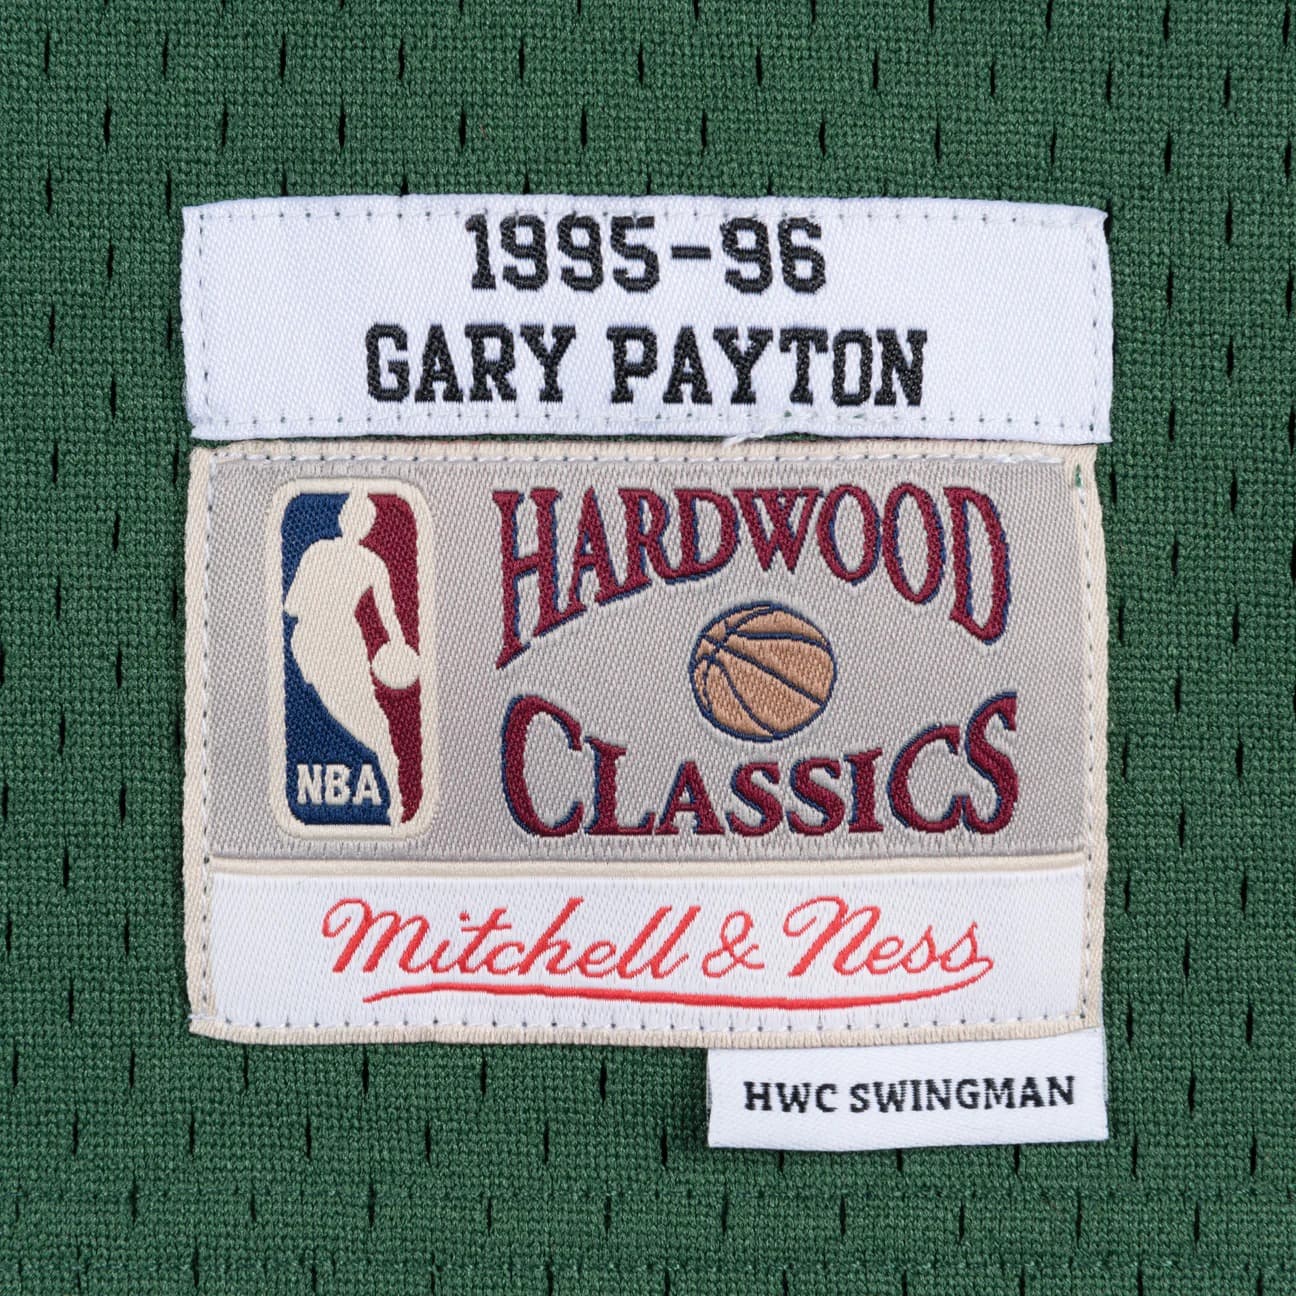 1995-96
GARY PAYTON
HARDWOOD
CLASSICS
NBA
Mitchell & Ness
HWC SWINGMAN